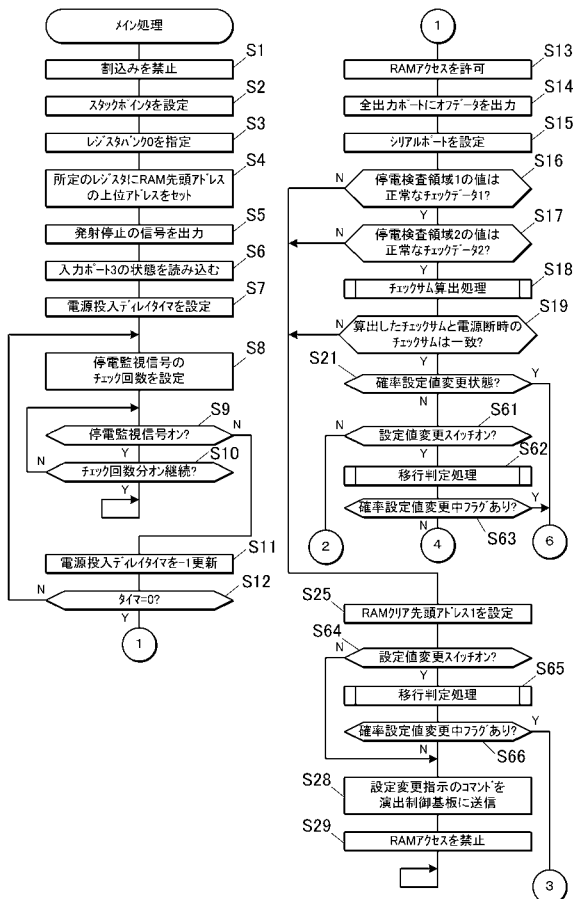 メイン処理
S1
割込みを禁止
S2
スタックポインタを設定
S3
レジスタバンク0を指定
S4
所定のレジスタにRAM先頭アドレス
の上位アドレスをセット
S5
発射停止の信号を出力
S6
入力ポート3の状態を読み込む
S7
電源投入ディレイタイマを設定
S8
停電監視信号の
チェック回数を設定
S9
停電監視信号オン?
N
Y
S10
N
チェック回数分オン継続?
Y
S11
電源投入ディレイタイマを-1更新
S12
N
タイマ=0?
Y
1
1
S13
RAMアクセスを許可
S14
全出力ポートにオフデータを出力
S15
シリアルポートを設定
S16
N
停電検査領域1の値は
正常なチェックデータ1?
Y
S17
N
停電検査領域2の値は
正常なチェックデータ2?
Y
S18
チェックサム算出処理
S19
N
算出したチェックサムと電源断時の
チェックサムは一致?
Y
S21
確率設定値変更状態?
Y
N
S61
N
設定値変更スイッチオン?
Y
S62
移行判定処理
確率設定値変更中フラグあり?
Y
N
S63
2
4
6
S25
RAMクリア先頭アドレス1を設定
S64
N
設定値変更スイッチオン?
Y
S65
移行判定処理
確率設定値変更中フラグあり?
Y
N
S66
S28
設定変更指示のコマンドを
演出制御基板に送信
S29
RAMアクセスを禁止
3